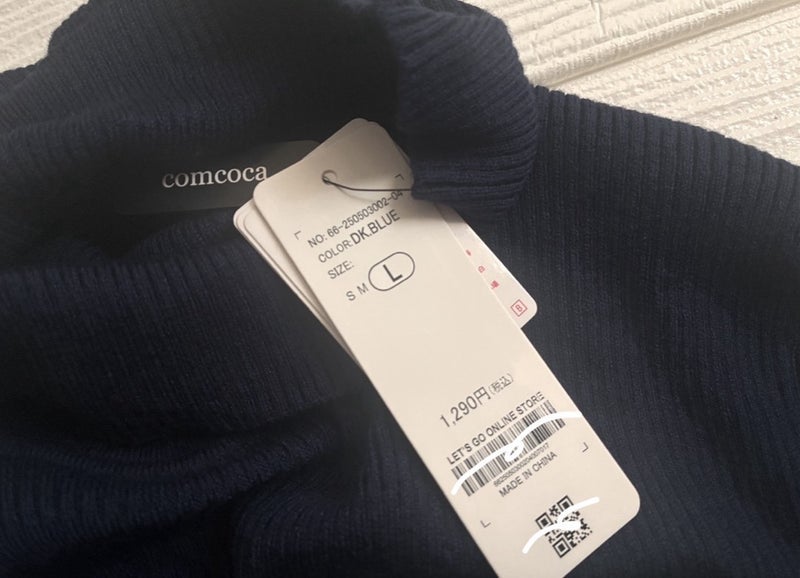 comcoca
NO: 66-250503002-04
COLOR: DK.BLUE
SIZE:
S M L
1,290円(税込)
LET'S GO ONLINE STORE
MADE IN CHINA
B